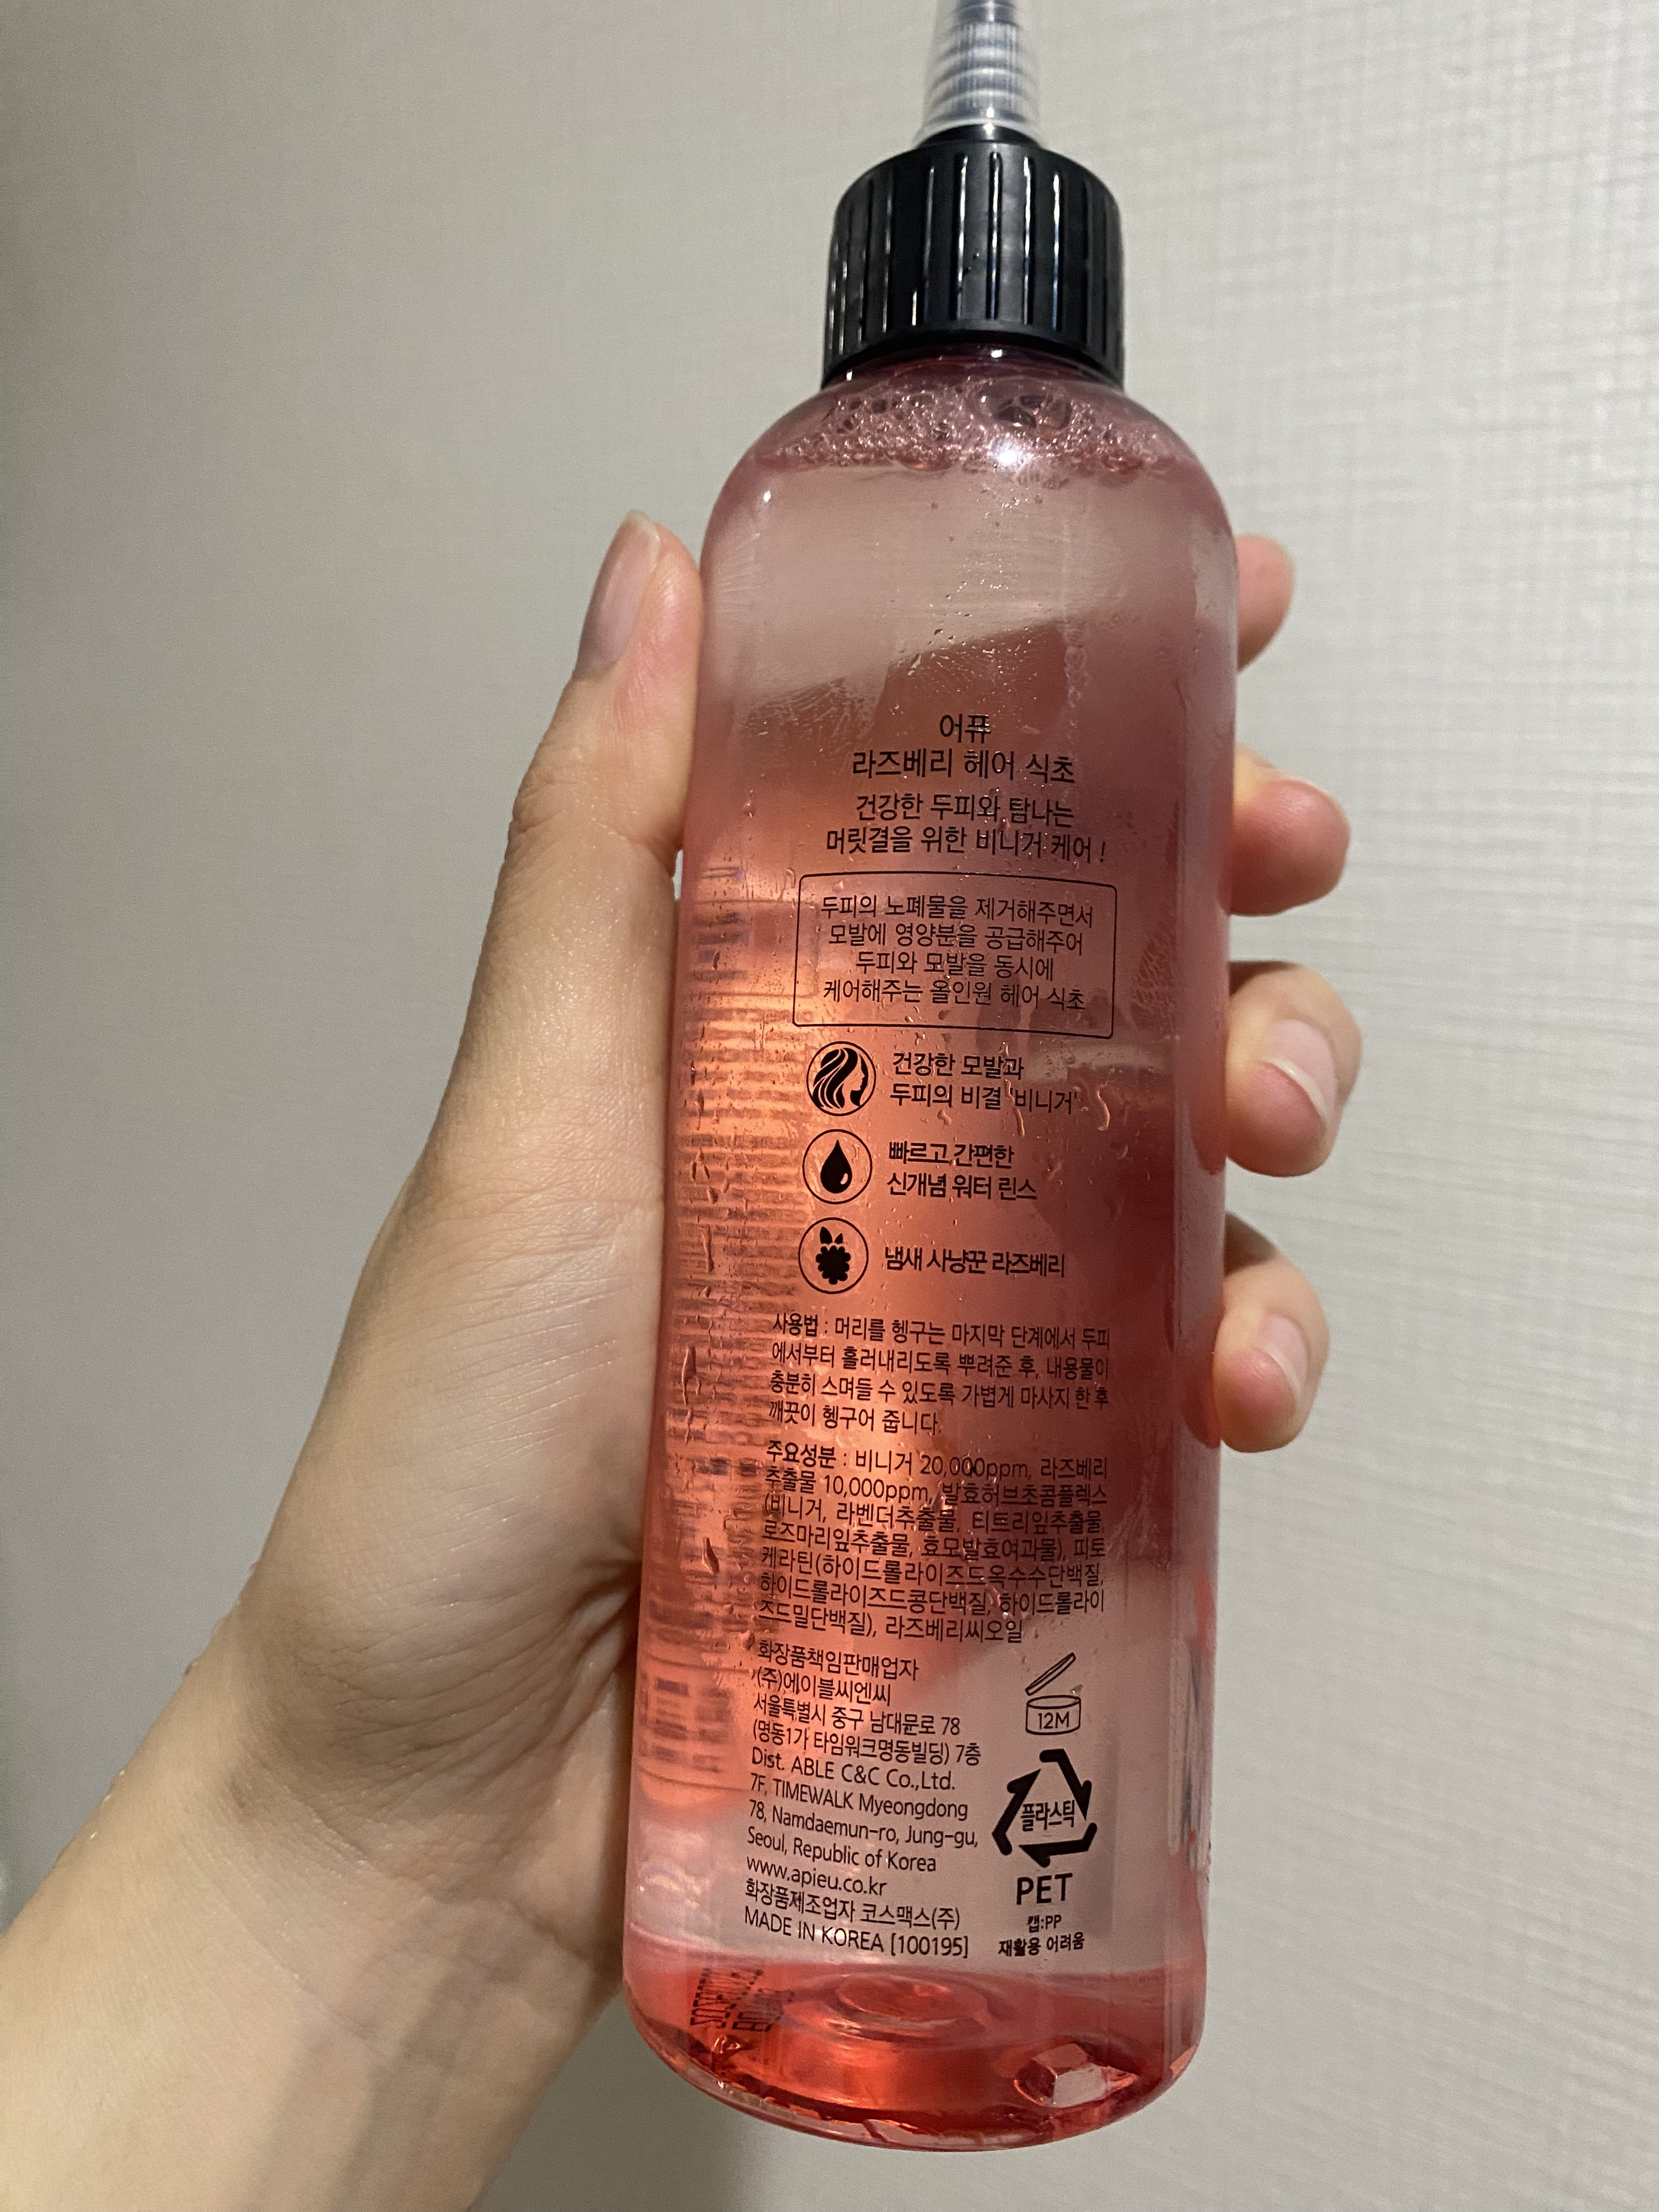 어퓨
라즈베리 헤어 식초
건강한 두피와 탐나는
머릿결을 위한 비니거 케어 !
두피의 노폐물을 제거해주면서
모발에 영양분을 공급해주어
두피와 모발을 동시에
케어해주는 올인원 헤어 식초
건강한 모발과
두피의 비결 '비니거'
빠르고 간편한
신개념 워터 린스
냄새 사냥꾼 라즈베리
사용법 : 머리를 헹구는 마지막 단계에서 두피
에서부터 흘러내리도록 뿌려준 후, 내용물이
충분히 스며들 수 있도록 가볍게 마사지 한 후
깨끗이 헹구어 줍니다.
주요성분 : 비니거 20,000ppm, 라즈베리
추출물 10,000ppm, 발효허브초콤플렉스
(비니거, 라벤더추출물, 티트리잎추출물,
로즈마리잎추출물, 효모발효여과물), 피토
케라틴(하이드롤라이즈드옥수수단백질,
하이드롤라이즈드콩단백질, 하이드롤라이
즈드밀단백질), 라즈베리씨오일
화장품책임판매업자
(주)에이블씨엔씨
서울특별시 중구 남대문로 78
(명동1가 타임워크명동빌딩) 7층
Dist. ABLE C&C Co.,Ltd.
7F, TIMEWALK Myeongdong
78, Namdaemun-ro, Jung-gu,
Seoul, Republic of Korea
www.apieu.co.kr
화장품제조업자 코스맥스(주)
MADE IN KOREA [100195]
12M
플라스틱
PET
캡:PP
재활용 어려움